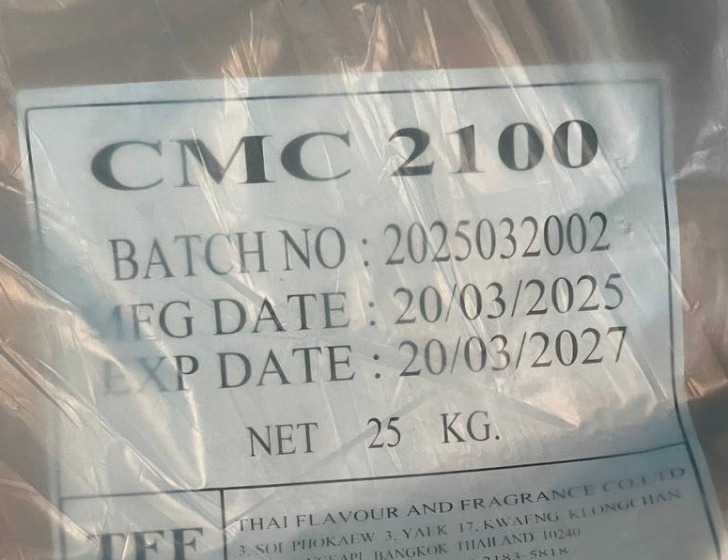 CMC 2100
BATCH NO : 2025032002
MFG DATE : 20/03/2025
EXP DATE : 20/03/2027
NET 25 KG.
TFF
THAI FLAVOUR AND FRAGRANCE CO.LTD
3, SOI PHOKAEW 3, YAEK 17, KWAENG KLONGCHAN,
BANGKOK THAILAND 10240